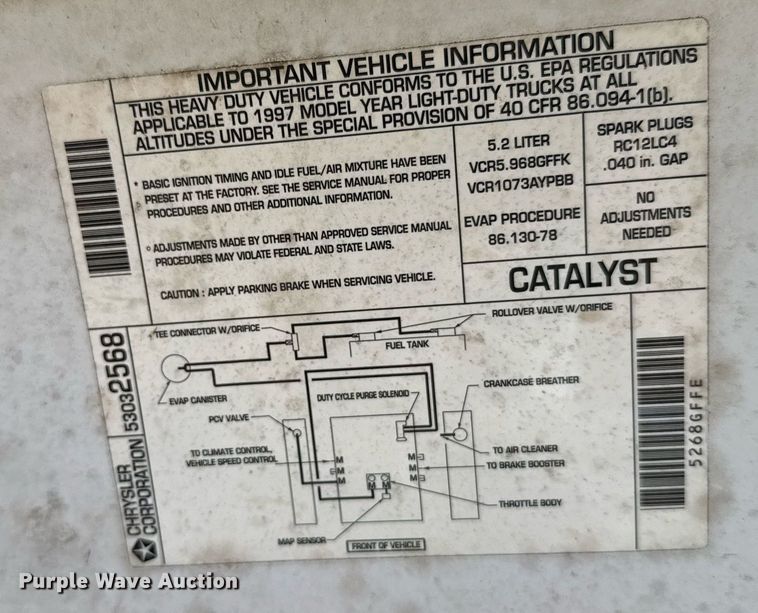 IMPORTANT VEHICLE INFORMATION
THIS HEAVY DUTY VEHICLE CONFORMS TO THE U.S. EPA REGULATIONS
APPLICABLE TO 1997 MODEL YEAR LIGHT-DUTY TRUCKS AT ALL
ALTITUDES UNDER THE SPECIAL PROVISION OF 40 CFR 86.094-1(b).
* BASIC IGNITION TIMING AND IDLE FUEL/AIR MIXTURE HAVE BEEN
PRESET AT THE FACTORY. SEE THE SERVICE MANUAL FOR PROPER
PROCEDURES AND OTHER ADDITIONAL INFORMATION.
° ADJUSTMENTS MADE BY OTHER THAN APPROVED SERVICE MANUAL
PROCEDURES MAY VIOLATE FEDERAL AND STATE LAWS.
CAUTION : APPLY PARKING BRAKE WHEN SERVICING VEHICLE.
5.2 LITER
VCR5.968GFFK
VCR1073AYPBB
EVAP PROCEDURE
86.130-78
SPARK PLUGS
RC12LC4
.040 in. GAP
NO
ADJUSTMENTS
NEEDED
CATALYST
TEE CONNECTOR W/ORIFICE
ROLLOVER VALVE W/ORIFICE
FUEL TANK
EVAP CANISTER
DUTY CYCLE PURGE SOLENOID
CRANKCASE BREATHER
PCV VALVE
TO CLIMATE CONTROL,
VEHICLE SPEED CONTROL
M
M
M
M
M
M
M M
TO AIR CLEANER
TO BRAKE BOOSTER
THROTTLE BODY
MAP SENSOR
FRONT OF VEHICLE
CHRYSLER
CORPORATION 53032568
5268GFFE
Purple Wave Auction